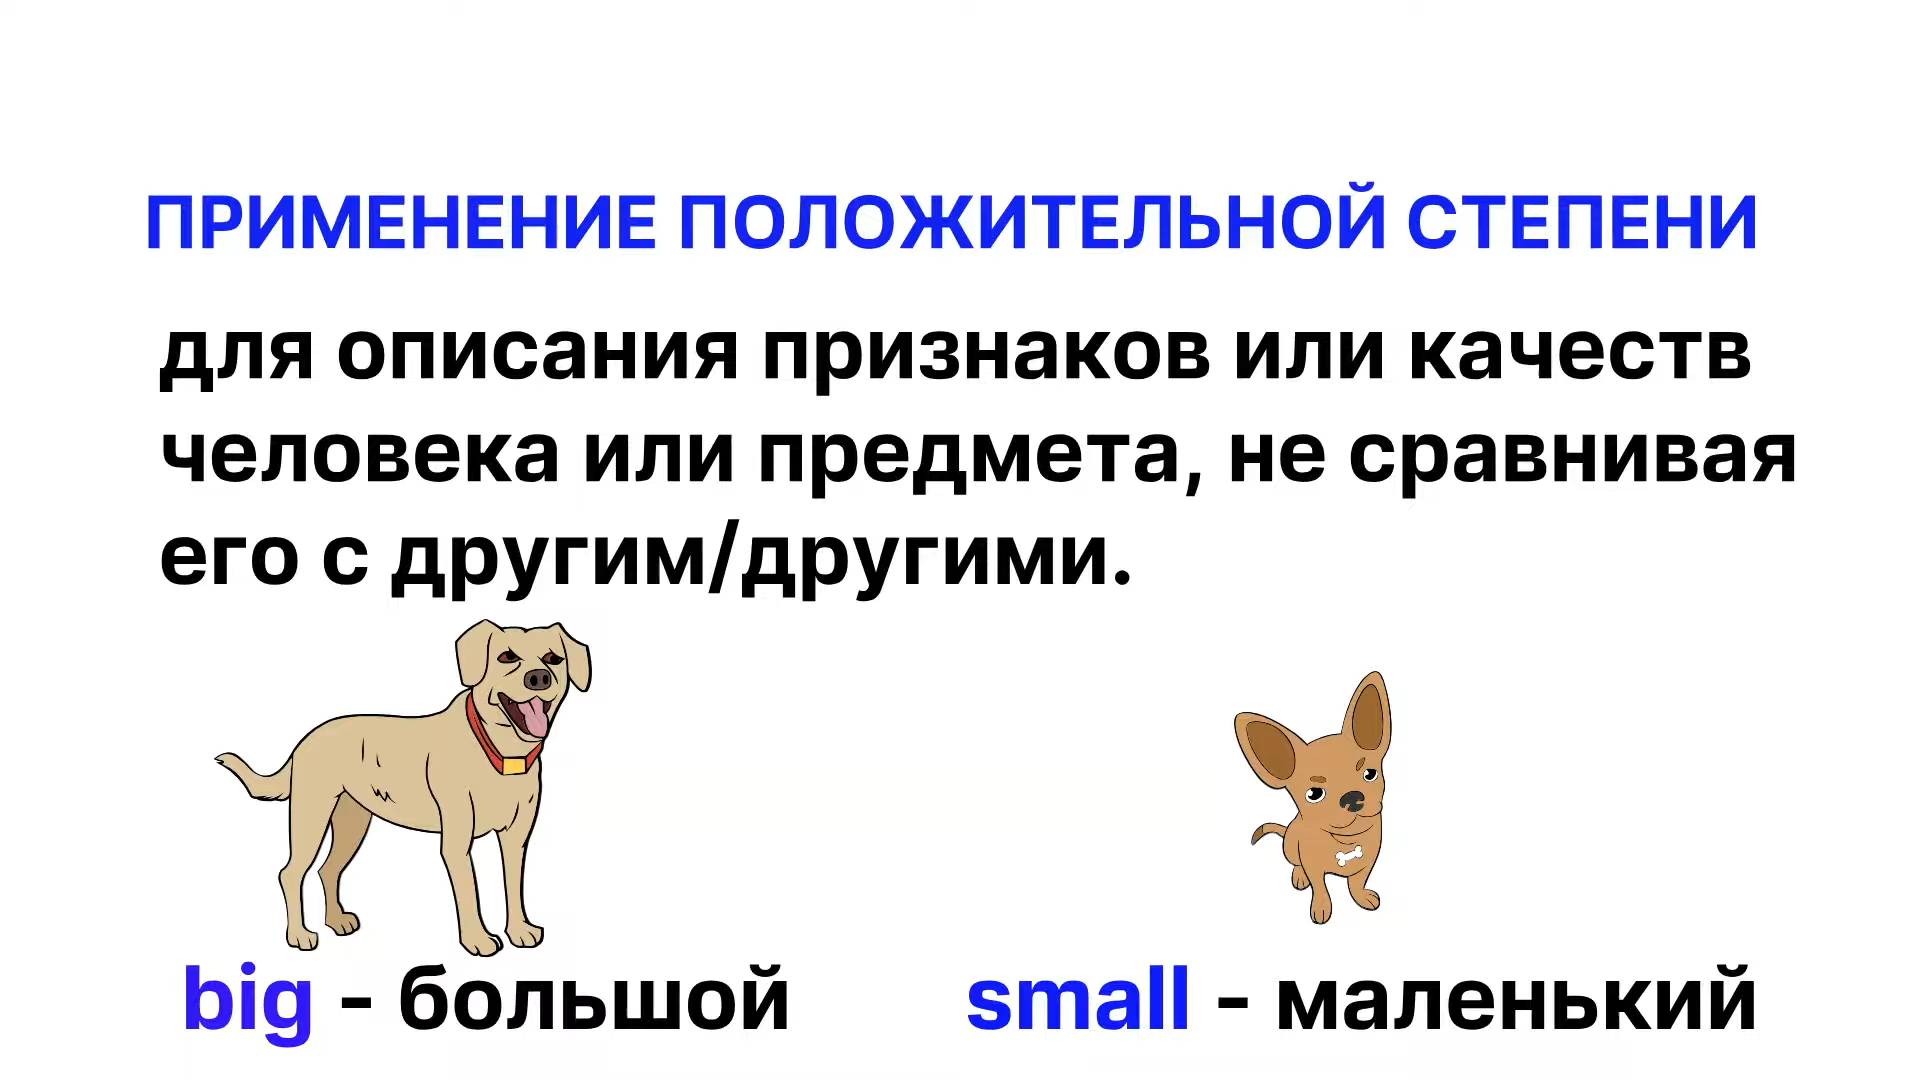 ПРИМЕНЕНИЕ ПОЛОЖИТЕЛЬНОЙ СТЕПЕНИ
для описания признаков или качеств
человека или предмета, не сравнивая
его с другим/другими.
big - большой
small - маленький